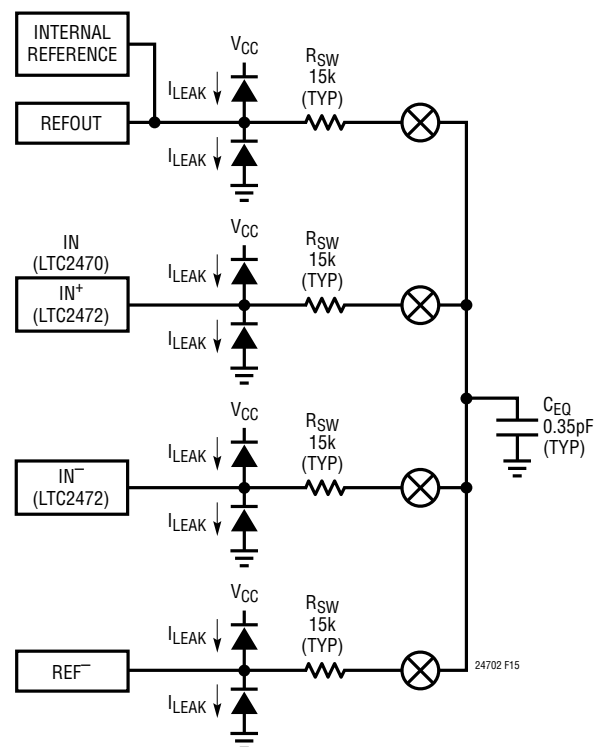 INTERNAL
REFERENCE
REFOUT
VCC
ILEAK
ILEAK
RSW
15k
(TYP)
IN
(LTC2470)
IN+
(LTC2472)
VCC
ILEAK
ILEAK
RSW
15k
(TYP)
CEQ
0.35pF
(TYP)
IN−
(LTC2472)
VCC
ILEAK
ILEAK
RSW
15k
(TYP)
REF−
VCC
ILEAK
ILEAK
RSW
15k
(TYP)
24702 F15